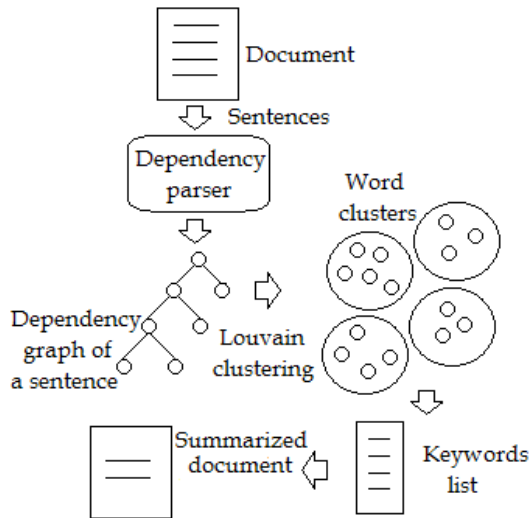 Document
Sentences
Dependency
parser
Word
clusters
Dependency
graph of
a sentence
Louvain
clustering
Summarized
document
Keywords
list